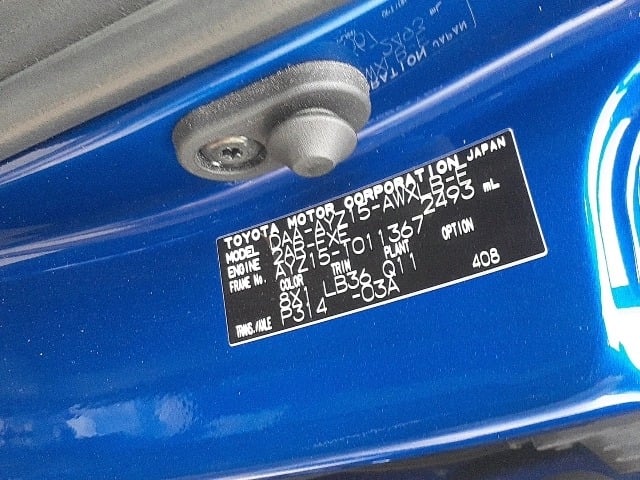 TOYOTA MOTOR CORPORATION, JAPAN
MODEL DAA-AYZ15-AWXLB-E
ENGINE 2AR-FXE 2493 mL
FRAME No. AYZ15-7011367
COLOR TRIM PLANT OPTION
8X1 LB36 Q11 408
TRANS./AXLE P314 -03A